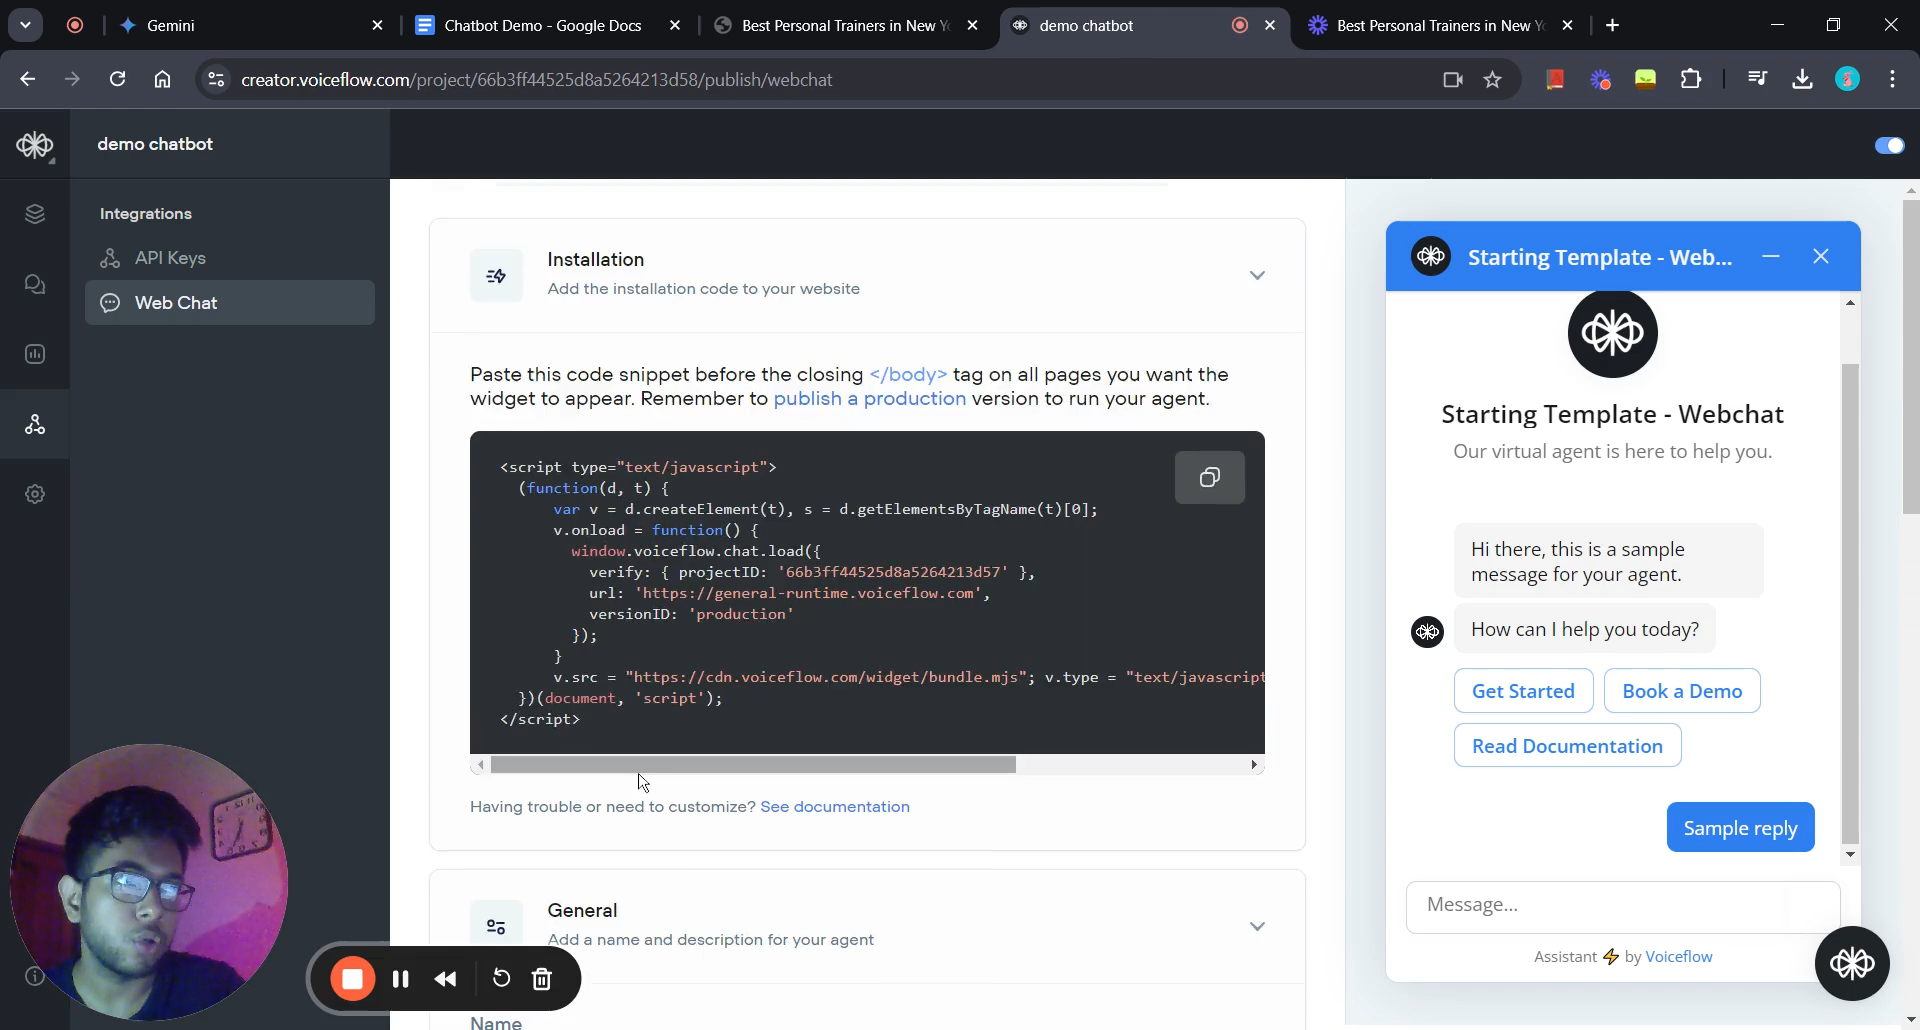 Gemini
Chatbot Demo - Google Docs
Best Personal Trainers in New Yo
demo chatbot
Best Personal Trainers in New Yo
creator.voiceflow.com/project/66b3ff44525d8a5264213d58/publish/webchat
demo chatbot
Integrations
API Keys
Web Chat
Installation
Add the installation code to your website
Paste this code snippet before the closing </body> tag on all pages you want the
widget to appear. Remember to publish a production version to run your agent.
<script type="text/javascript">
(function(d, t) {
var v = d.createElement(t), s = d.getElementsByTagName(t)[0];
v.onload = function() {
window.voiceflow.chat.load({
verify: { projectID: '66b3ff44525d8a5264213d57' },
url: 'https://general-runtime.voiceflow.com',
versionID: 'production'
});
}
v.src = "https://cdn.voiceflow.com/widget/bundle.mjs"; v.type = "text/javascript
})(document, 'script');
</script>
Having trouble or need to customize? See documentation
General
Add a name and description for your agent
Name
Starting Template - Web...
Starting Template - Webchat
Our virtual agent is here to help you.
Hi there, this is a sample
message for your agent.
How can I help you today?
Get Started
Book a Demo
Read Documentation
Sample reply
Message...
Assistant ⚡ by Voiceflow